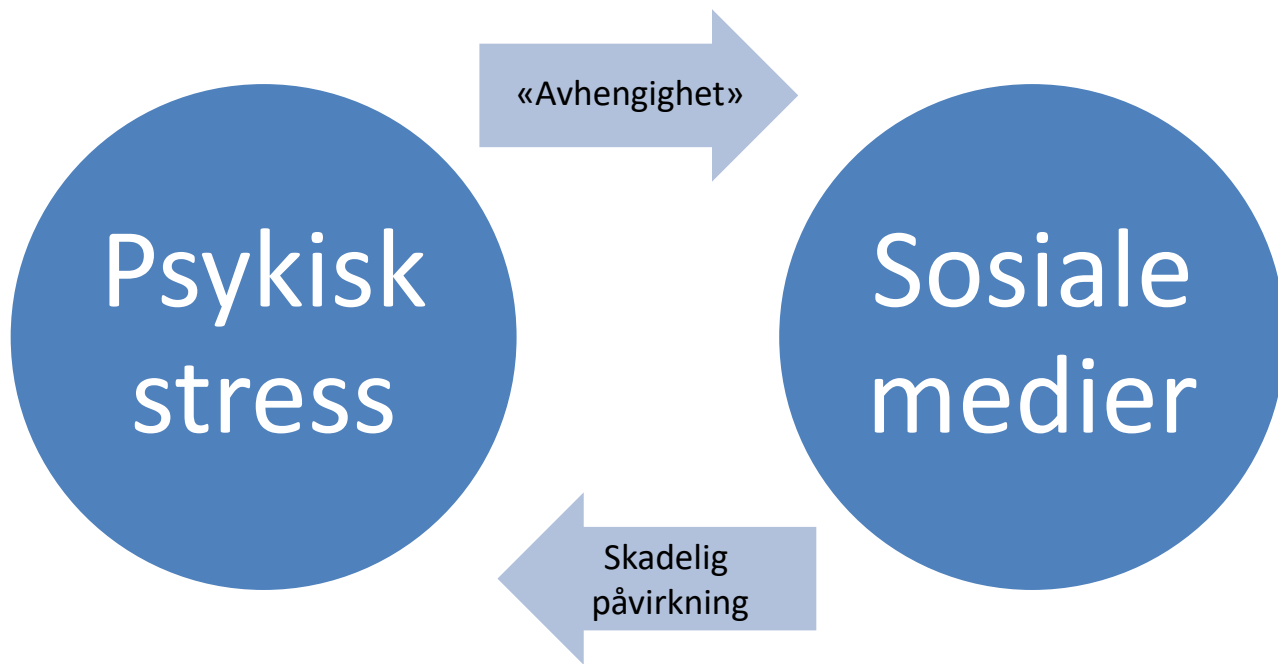 «Avhengighet»
Psykisk
stress
Sosiale
medier
Skadelig
påvirkning